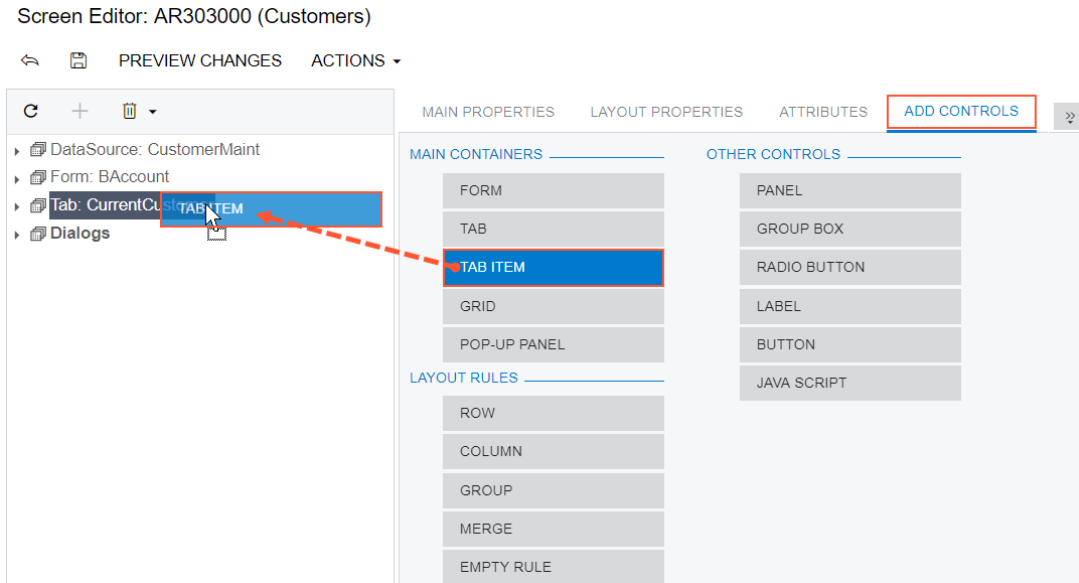 Screen Editor: AR303000 (Customers)
PREVIEW CHANGES ACTIONS
MAIN PROPERTIES LAYOUT PROPERTIES ATTRIBUTES ADD CONTROLS
DataSource: CustomerMaint
Form: BAccount
Tab: CurrentCu
TAB ITEM
Dialogs
MAIN CONTAINERS
FORM
TAB
TAB ITEM
GRID
POP-UP PANEL
LAYOUT RULES
ROW
COLUMN
GROUP
MERGE
EMPTY RULE
OTHER CONTROLS
PANEL
GROUP BOX
RADIO BUTTON
LABEL
BUTTON
JAVA SCRIPT